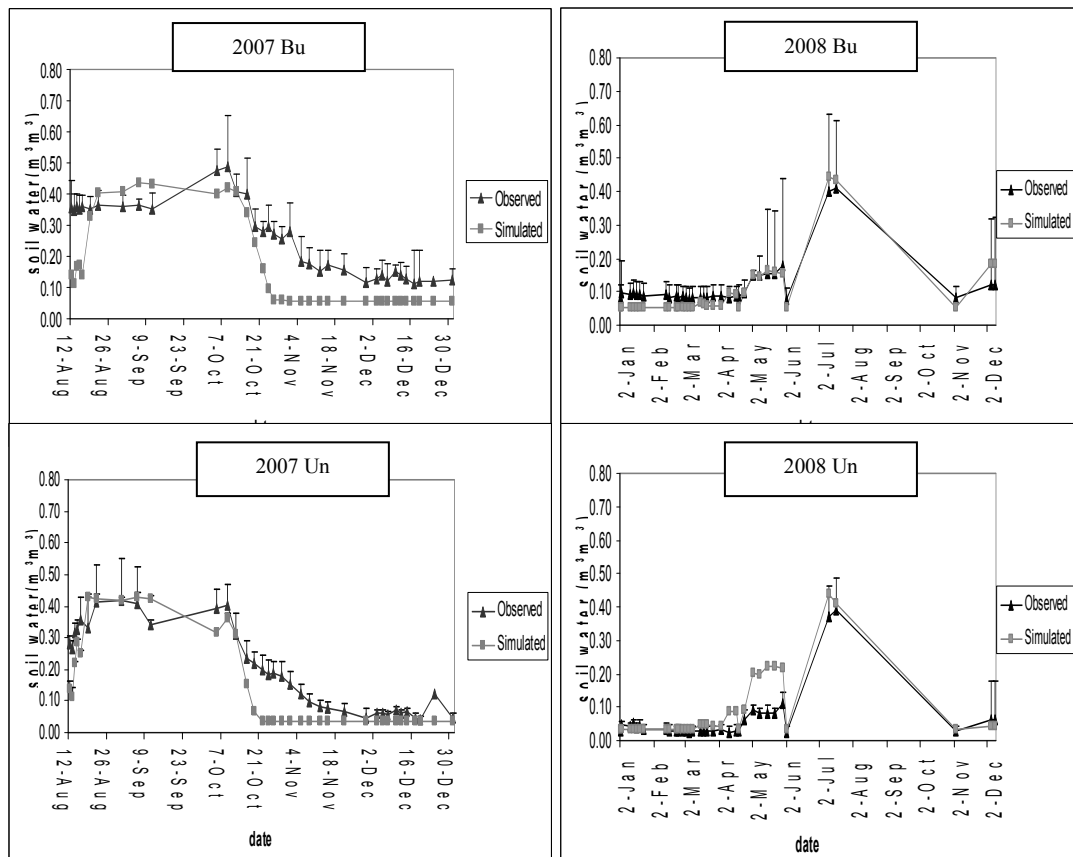 2007 Bu
0.80
0.70
0.60
0.50
0.40
0.30
0.20
0.10
0.00
soil water(m³m³)
12-Aug
26-Aug
9-Sep
23-Sep
7-Oct
21-Oct
4-Nov
18-Nov
2-Dec
16-Dec
30-Dec
Observed
Simulated
2008 Bu
0.80
0.70
0.60
0.50
0.40
0.30
0.20
0.10
0.00
soil water(m³m³)
2-Jan
2-Feb
2-Mar
2-Apr
2-May
2-Jun
2-Jul
2-Aug
2-Sep
2-Oct
2-Nov
2-Dec
Observed
Simulated
2007 Un
0.80
0.70
0.60
0.50
0.40
0.30
0.20
0.10
0.00
soil water(m³m³)
12-Aug
26-Aug
9-Sep
23-Sep
7-Oct
21-Oct
4-Nov
18-Nov
2-Dec
16-Dec
30-Dec
date
Observed
Simulated
2008 Un
0.80
0.70
0.60
0.50
0.40
0.30
0.20
0.10
0.00
soil water(m³m³)
2-Jan
2-Feb
2-Mar
2-Apr
2-May
2-Jun
2-Jul
2-Aug
2-Sep
2-Oct
2-Nov
2-Dec
date
Observed
Simulated